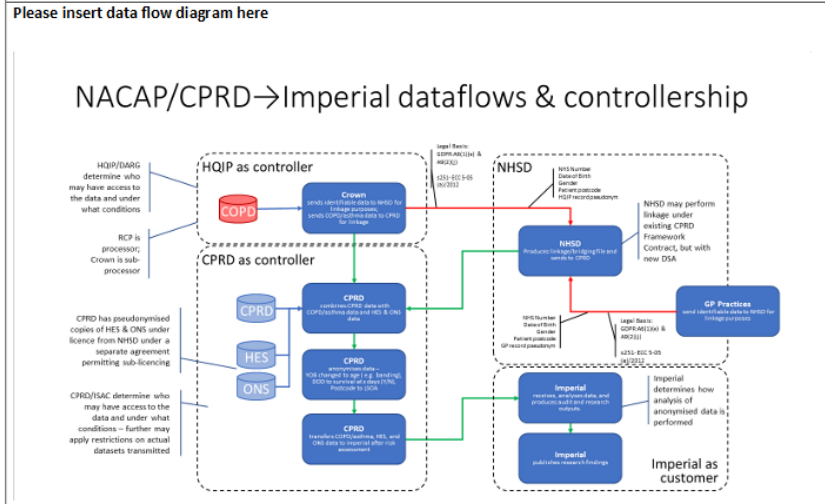 Please insert data flow diagram here
NACAP/CPRD→Imperial dataflows & controllership
HQIP/DARG
determine who
may have access to
the data and under
what conditions
RCP is
processor;
Crown is sub-
processor
HQIP as controller
COPD
Crown
sends identifiable data to NHSD for
linkage purposes;
sends COPD/asthma data to CPRD
for linkage
Legal Basis:
GDPR:A6(1)(e) &
A9(2)(j)
s251-ECC 5-05
(a)/2012
NHSD
NHS Number
Date of Birth
Gender
Patient postcode
HQIP record pseudonym
NHSD
Produces linkage/bridging file and
sends to CPRD
NHSD may perform
linkage under
existing CPRD
Framework
Contract, but with
new DSA
GP Practices
send identifiable data to NHSD for
linkage purposes
NHS Number
Date of Birth
Gender
Patient postcode
GP record pseudonym
Legal Basis:
GDPR:A6(1)(e) &
A9(2)(j)
s251-ECC 5-05
(a)/2012
CPRD as controller
CPRD
HES
ONS
CPRD has pseudonymised
copies of HES & ONS under
licence from NHSD under
a separate agreement
permitting sub-licencing
CPRD/ISAC determine who
may have access to the
data and under what
conditions – further may
apply restrictions on actual
datasets transmitted
CPRD
combines CPRD data with
COPD/asthma data and HES & ONS
data
CPRD
anonymises data –
YOB changed to age (e.g. banding),
DOD to survival at x days (Y/N),
Postcode to LSOA
CPRD
transfers COPD/asthma, HES, and
ONS data to Imperial after risk
assessment
Imperial
receives, analyses data, and
produces audit and research
outputs
Imperial
publishes research findings
Imperial
determines how
analysis of
anonymised data is
performed
Imperial as
customer